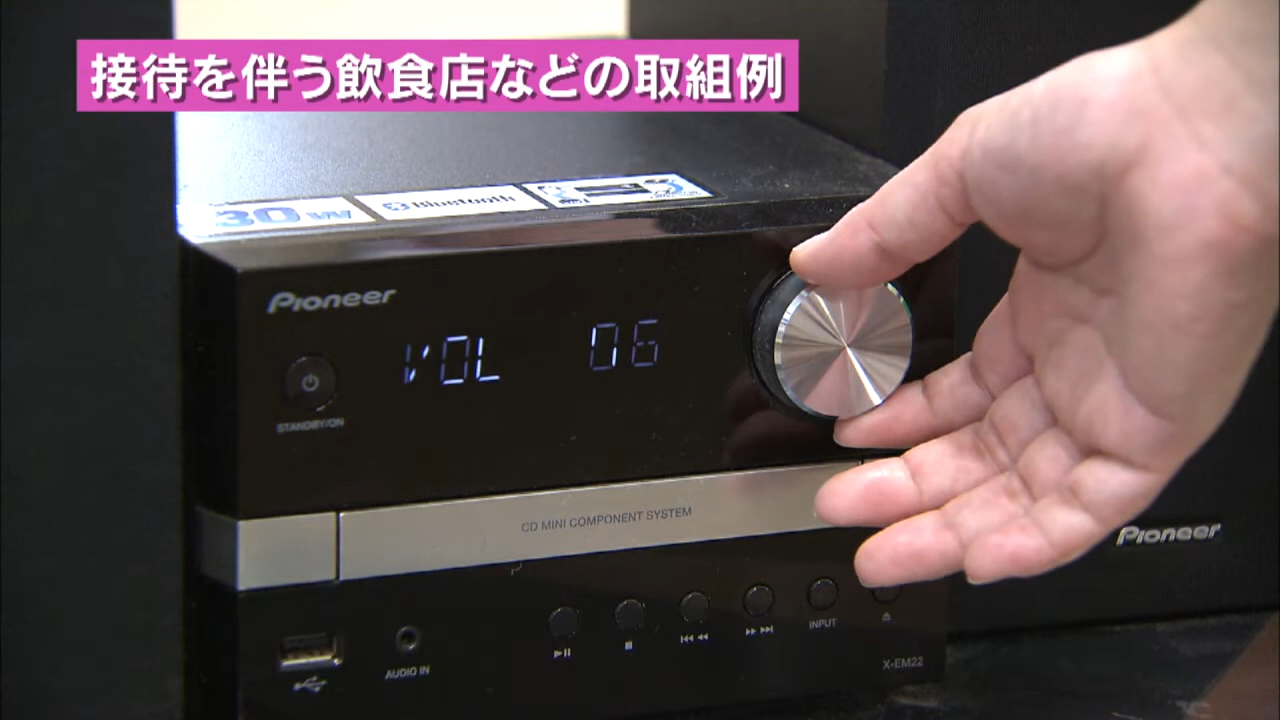 接待を伴う飲食店などの取組例
30W
Bluetooth
Pioneer
VOL 06
STANDBY/ON
CD MINI COMPONENT SYSTEM
Pioneer
AUDIO IN
INPUT
X-EM22